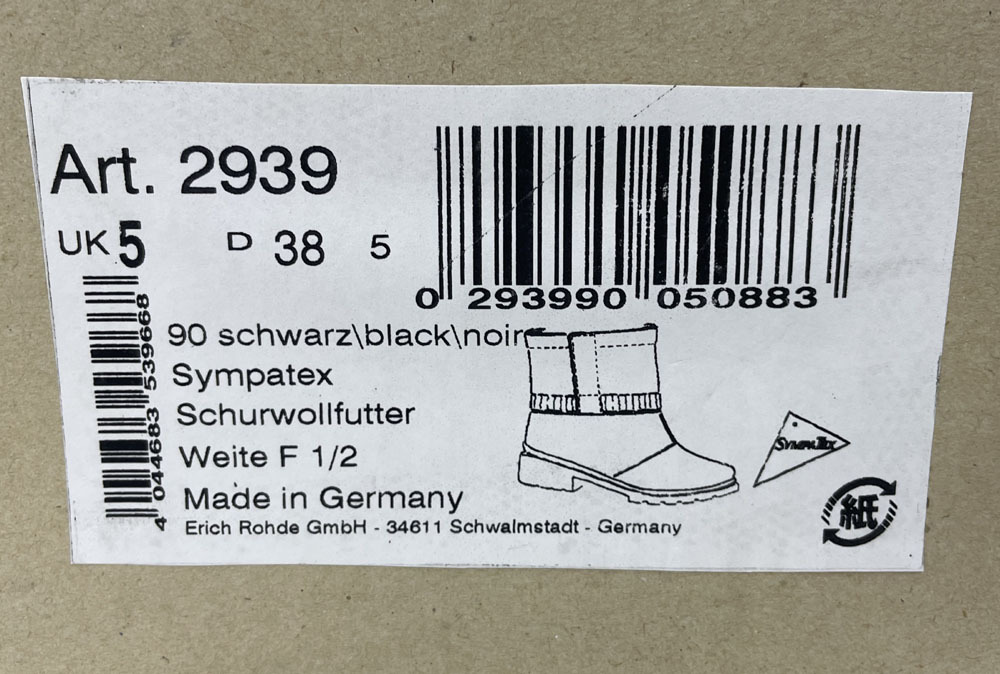 Art. 2939
UK 5 D 38 5
0 293990 050883
4 044683 539668
90 schwarz\black\noir
Sympatex
Schurwollfutter
Weite F 1/2
Made in Germany
Erich Rohde GmbH - 34611 Schwalmstadt - Germany
SYMPATEX
紙